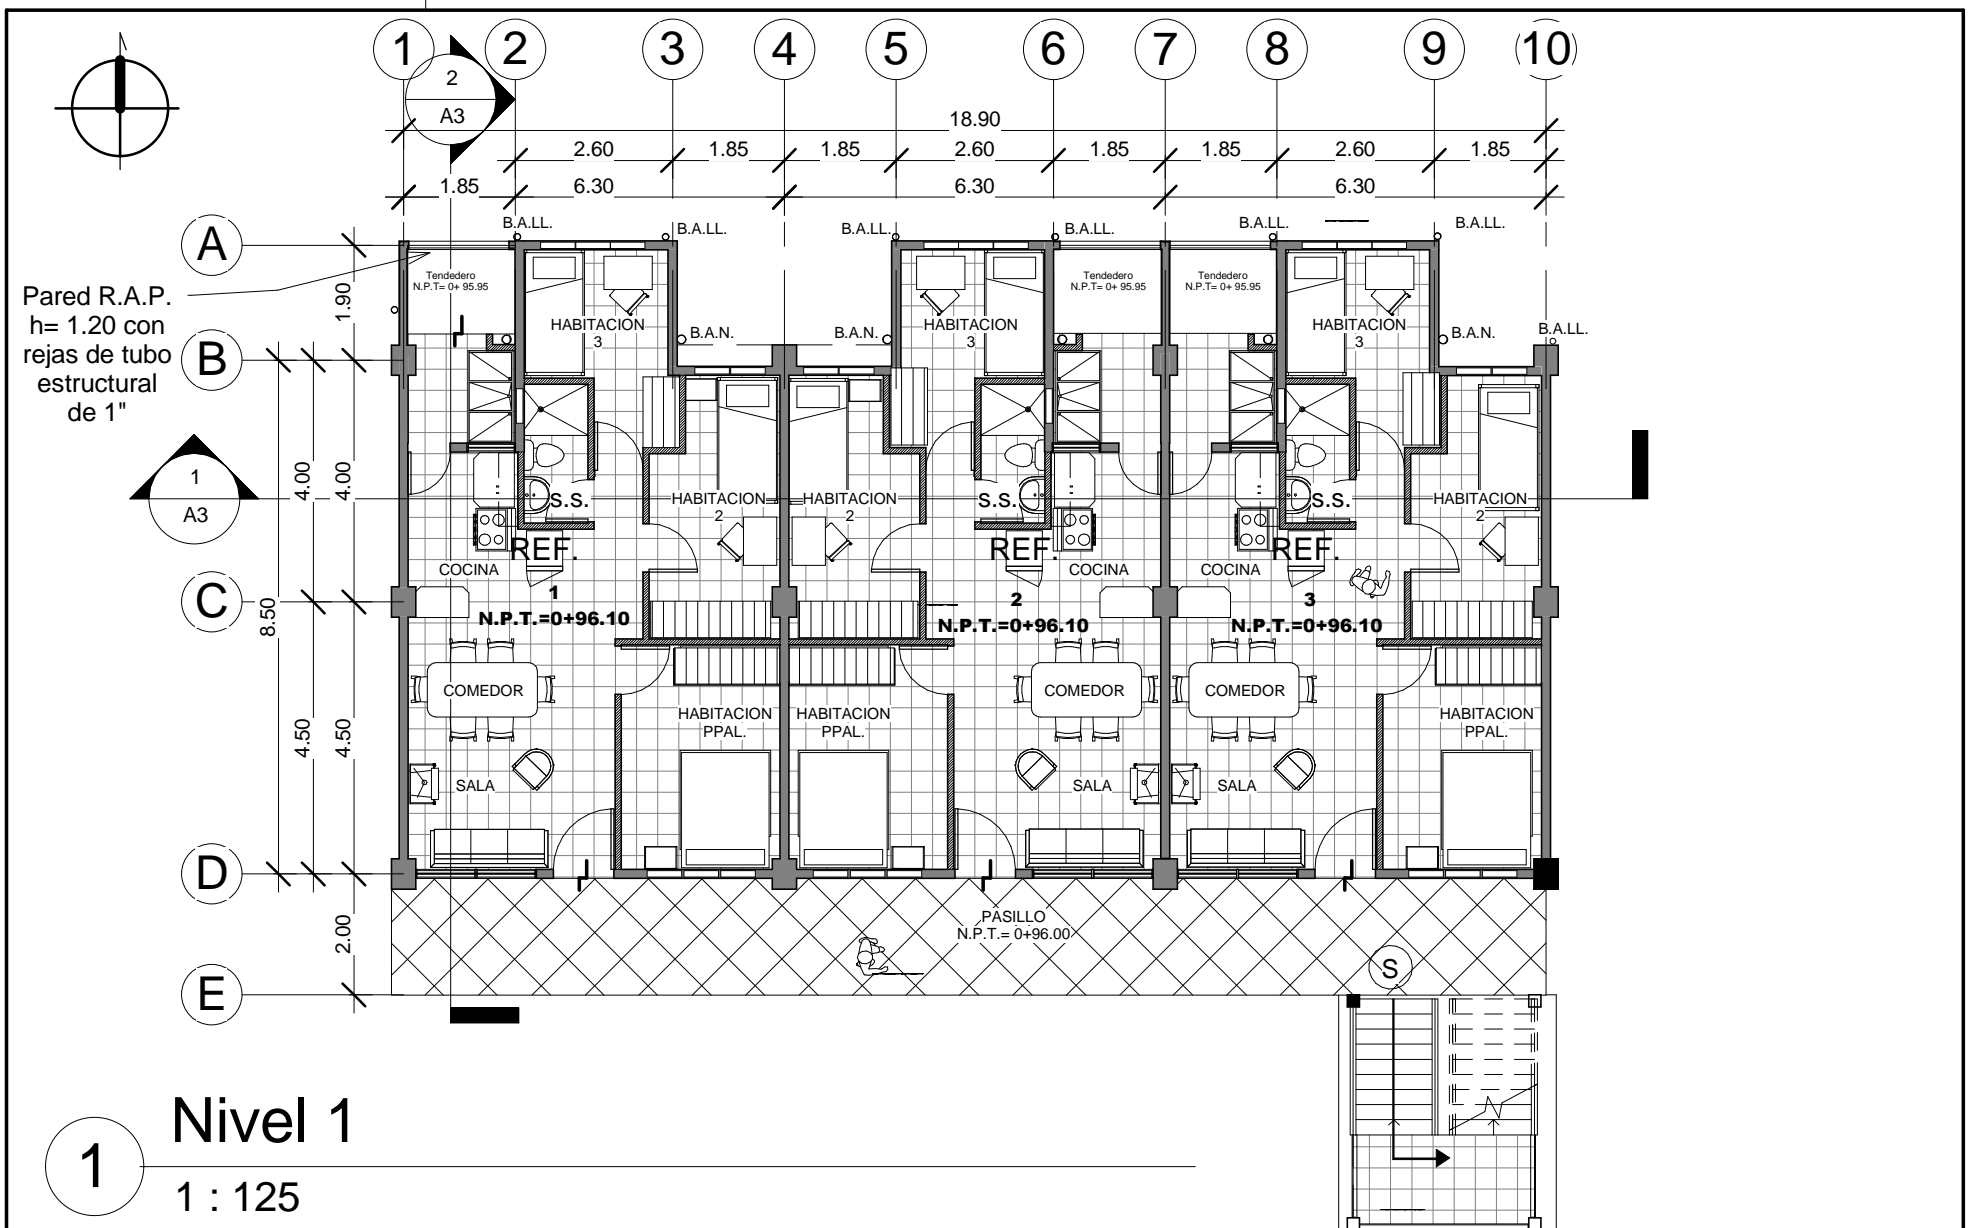 1 2 3 4 5 6 7 8 9 10
2
A3
18.90
2.60 1.85 1.85 2.60 1.85 1.85 2.60 1.85
1.85 6.30 6.30 6.30
B.A.LL. B.A.LL. B.A.LL. B.A.LL. B.A.LL. B.A.LL.
A
Tendedero Tendedero Tendedero
N.P.T= 0+ 95.95 N.P.T= 0+ 95.95 N.P.T= 0+ 95.95
Pared R.A.P.
h= 1.20 con
rejas de tubo
estructural
de 1"
1.90
HABITACION HABITACION HABITACION
3 3 3
B.A.N. B.A.N. B.A.N. B.A.LL.
B
1
A3
4.00 4.00
S.S. S.S. S.S.
HABITACION HABITACION HABITACION
2 2 2
REF. REF. REF.
COCINA COCINA COCINA
1 2 3
N.P.T.=0+96.10 N.P.T.=0+96.10 N.P.T.=0+96.10
C
8.50
COMEDOR COMEDOR COMEDOR
HABITACION HABITACION HABITACION
PPAL. PPAL. PPAL.
4.50 4.50
SALA SALA SALA
D
2.00
PASILLO
N.P.T.= 0+96.00
S
E
Nivel 1
1
1 : 125